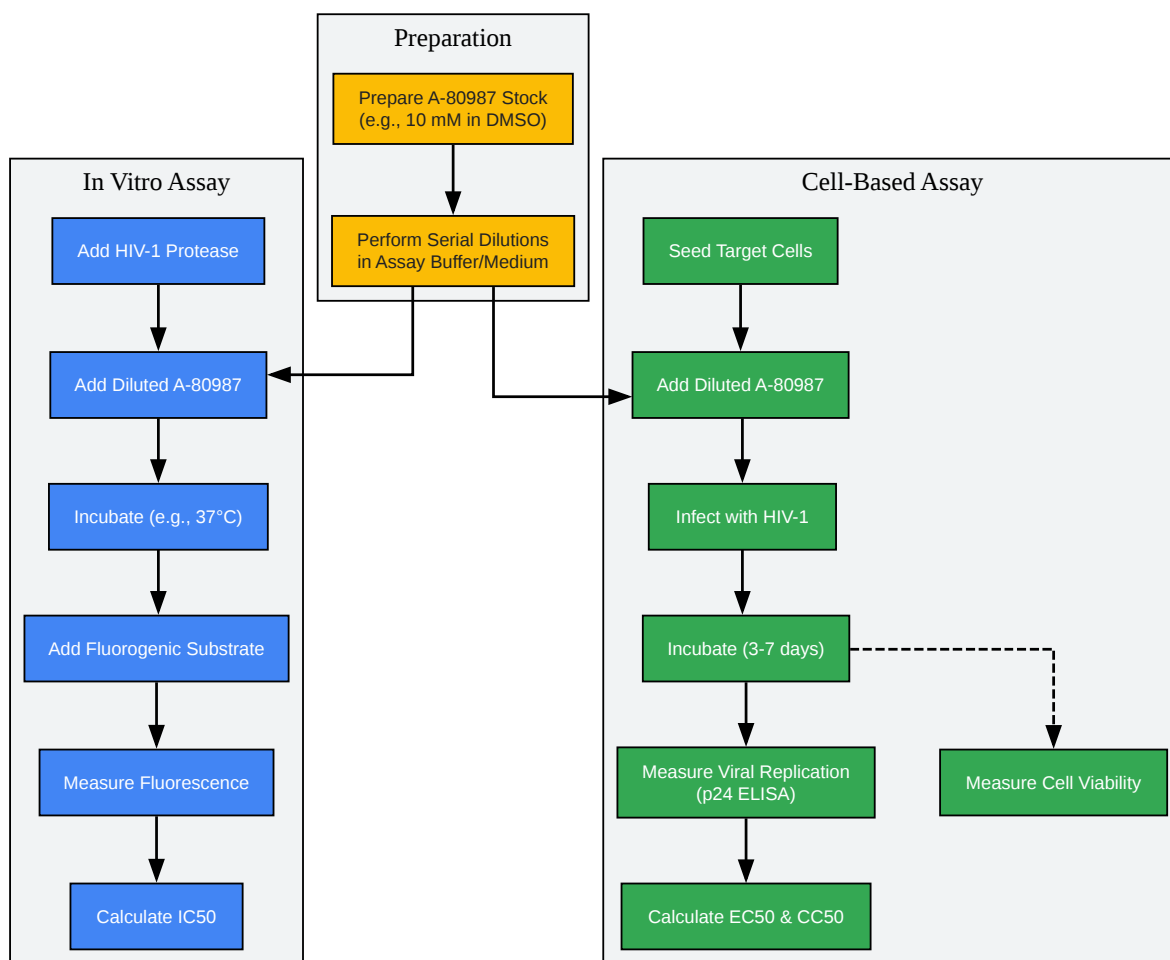 Preparation
Prepare A-80987 Stock
(e.g., 10 mM in DMSO)
Perform Serial Dilutions
in Assay Buffer/Medium
In Vitro Assay
Add HIV-1 Protease
Add Diluted A-80987
Incubate (e.g., 37°C)
Add Fluorogenic Substrate
Measure Fluorescence
Calculate IC50
Cell-Based Assay
Seed Target Cells
Add Diluted A-80987
Infect with HIV-1
Incubate (3-7 days)
Measure Viral Replication
(p24 ELISA)
Measure Cell Viability
Calculate EC50 & CC50